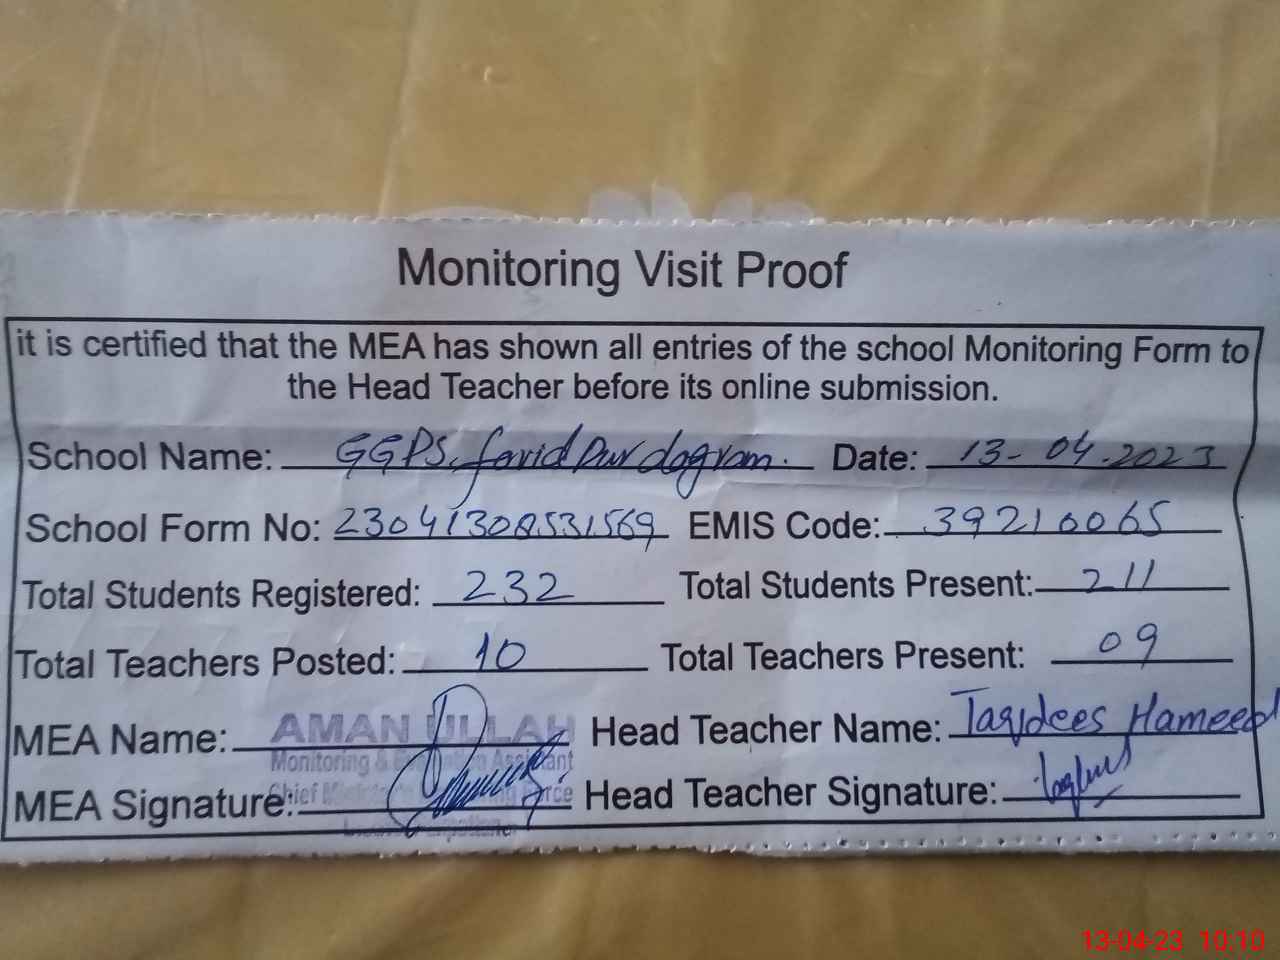 Monitoring Visit Proof
it is certified that the MEA has shown all entries of the school Monitoring Form to
the Head Teacher before its online submission.
School Name: GGPS, farid Pur dogram. Date: 13-04-2023
School Form No: 23041308531569 EMIS Code: 39210065
Total Students Registered: 232 Total Students Present: 211
Total Teachers Posted: 10 Total Teachers Present: 09
MEA Name: AMAN ULLAH Head Teacher Name: Taqdees Hameed
Monitoring & Assistant
MEA Signature: Chief Force Head Teacher Signature:
13-04-23 10:10